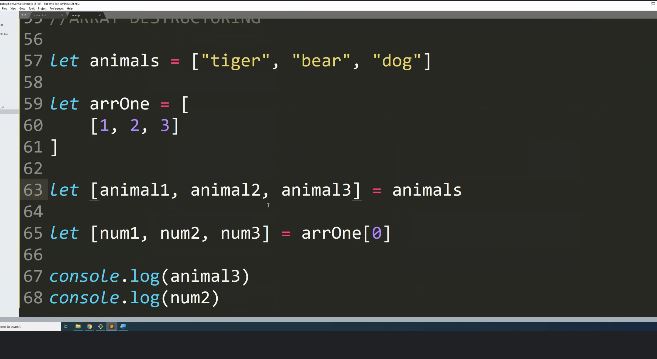 55 //ARRAY DESTRUCTURING
56
57 let animals = ["tiger", "bear", "dog"]
58
59 let arrOne = [
60 [1, 2, 3]
61 ]
62
63 let [animal1, animal2, animal3] = animals
64
65 let [num1, num2, num3] = arrOne[0]
66
67 console.log(animal3)
68 console.log(num2)